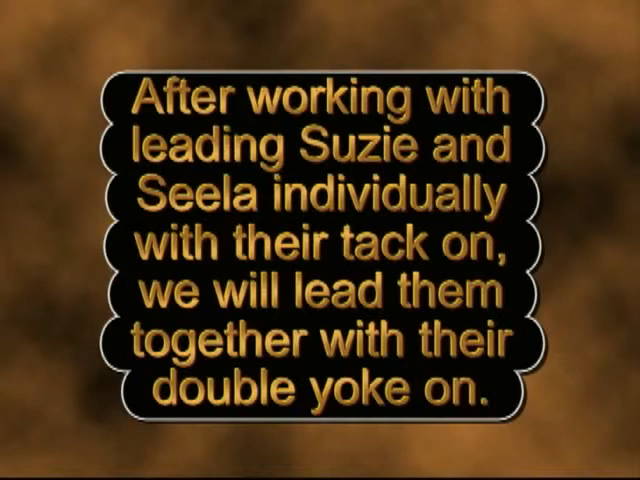 After working with
leading Suzie and
Seela individually
with their tack on,
we will lead them
together with their
double yoke on.